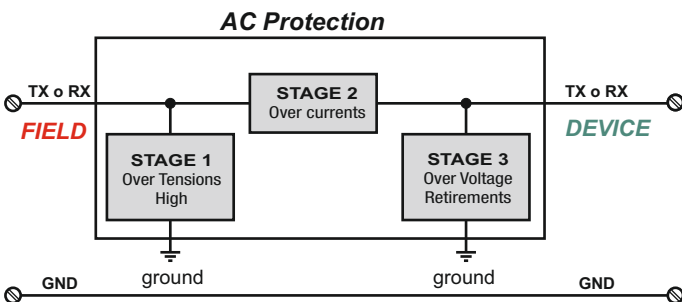 AC Protection
TX o RX
STAGE 2
Over currents
TX o RX
FIELD
DEVICE
STAGE 1
Over Tensions
High
STAGE 3
Over Voltage
Retirements
ground
ground
GND
GND